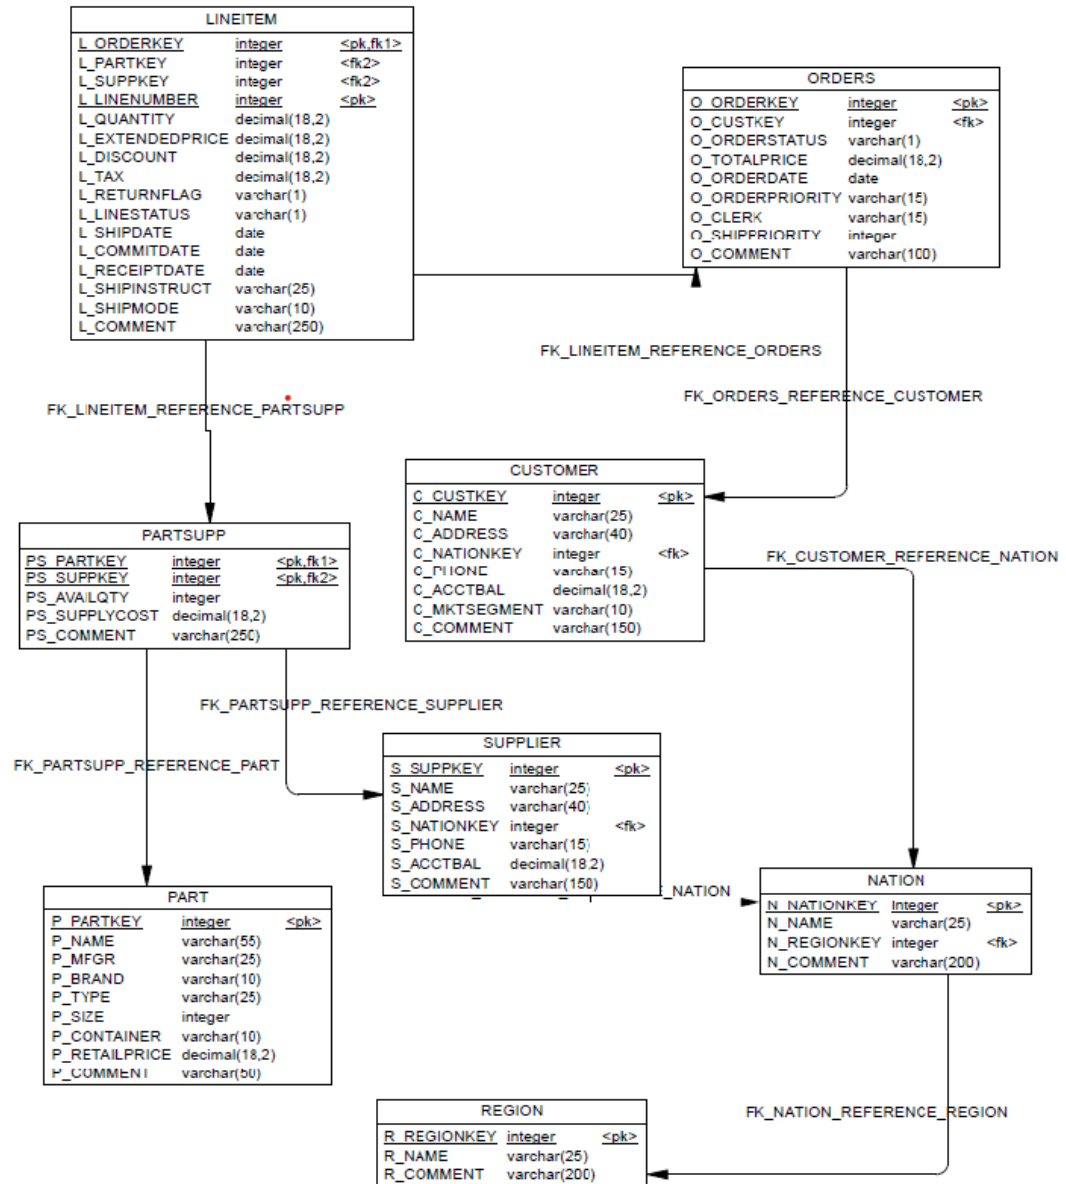 LINEITEM
L_ORDERKEY integer <pk,fk1>
L_PARTKEY integer <fk2>
L_SUPPKEY integer <fk2>
L_LINENUMBER integer <pk>
L_QUANTITY decimal(18,2)
L_EXTENDEDPRICE decimal(18,2)
L_DISCOUNT decimal(18,2)
L_TAX decimal(18,2)
L_RETURNFLAG varchar(1)
L_LINESTATUS varchar(1)
L_SHIPDATE date
L_COMMITDATE date
L_RECEIPTDATE date
L_SHIPINSTRUCT varchar(25)
L_SHIPMODE varchar(10)
L_COMMENT varchar(250)
ORDERS
O_ORDERKEY integer <pk>
O_CUSTKEY integer <fk>
O_ORDERSTATUS varchar(1)
O_TOTALPRICE decimal(18,2)
O_ORDERDATE date
O_ORDERPRIORITY varchar(15)
O_CLERK varchar(15)
O_SHIPPRIORITY integer
O_COMMENT varchar(100)
FK_LINEITEM_REFERENCE_ORDERS
FK_ORDERS_REFERENCE_CUSTOMER
FK_LINEITEM_REFERENCE_PARTSUPP
CUSTOMER
C_CUSTKEY integer <pk>
C_NAME varchar(25)
C_ADDRESS varchar(40)
C_NATIONKEY integer <fk>
C_PHONE varchar(15)
C_ACCTBAL decimal(18,2)
C_MKTSEGMENT varchar(10)
C_COMMENT varchar(150)
PARTSUPP
PS_PARTKEY integer <pk,fk1>
PS_SUPPKEY integer <pk,fk2>
PS_AVAILQTY integer
PS_SUPPLYCOST decimal(18,2)
PS_COMMENT varchar(250)
FK_CUSTOMER_REFERENCE_NATION
FK_PARTSUPP_REFERENCE_SUPPLIER
FK_PARTSUPP_REFERENCE_PART
SUPPLIER
S_SUPPKEY integer <pk>
S_NAME varchar(25)
S_ADDRESS varchar(40)
S_NATIONKEY integer <fk>
S_PHONE varchar(15)
S_ACCTBAL decimal(18,2)
S_COMMENT varchar(150)
E_NATION
NATION
N_NATIONKEY integer <pk>
N_NAME varchar(25)
N_REGIONKEY integer <fk>
N_COMMENT varchar(200)
PART
P_PARTKEY integer <pk>
P_NAME varchar(55)
P_MFGR varchar(25)
P_BRAND varchar(10)
P_TYPE varchar(25)
P_SIZE integer
P_CONTAINER varchar(10)
P_RETAILPRICE decimal(18,2)
P_COMMENT varchar(50)
FK_NATION_REFERENCE_REGION
REGION
R_REGIONKEY integer <pk>
R_NAME varchar(25)
R_COMMENT varchar(200)